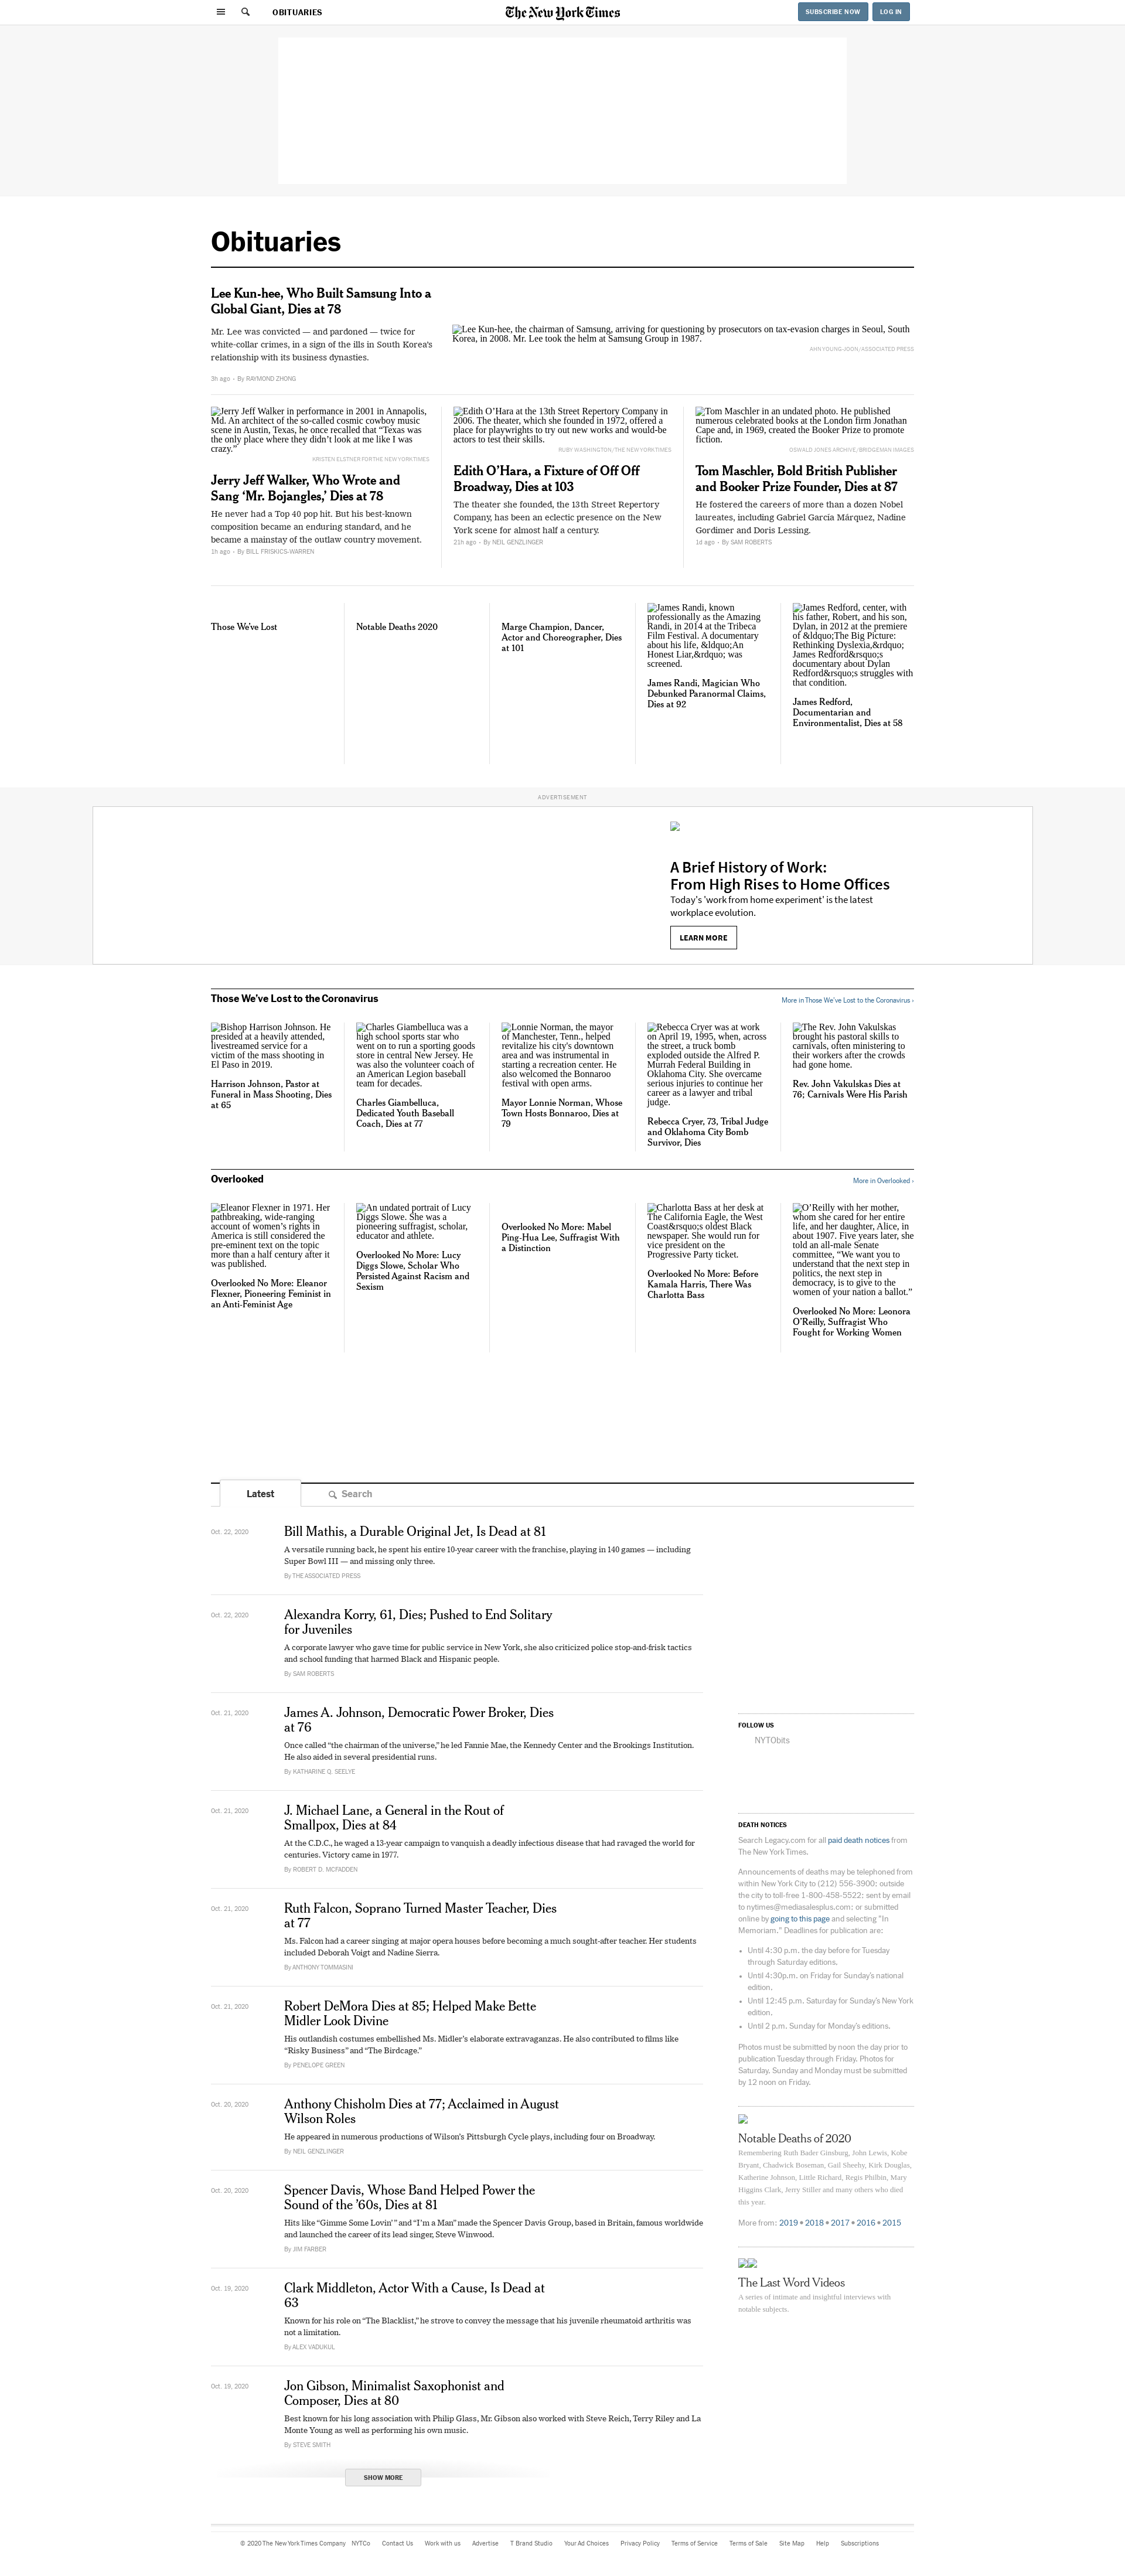 OBITUARIES
The New York Times
SUBSCRIBE NOW
LOG IN
Obituaries
Lee Kun-hee, Who Built Samsung Into a
Global Giant, Dies at 78
Mr. Lee was convicted — and pardoned — twice for
white-collar crimes, in a sign of the ills in South Korea's
relationship with its business dynasties.
3h ago - By RAYMOND ZHONG
Lee Kun-hee, the chairman of Samsung, arriving for questioning by prosecutors on tax-evasion charges in Seoul, South
Korea, in 2008. Mr. Lee took the helm at Samsung Group in 1987.
AHN YOUNG-JOON/ASSOCIATED PRESS
Jerry Jeff Walker in performance in 2001 in Annapolis,
Md. An architect of the so-called cosmic cowboy music
scene in Austin, Texas, he once recalled that “Texas was
the only place where they didn’t look at me like I was
crazy.”
KRISTEN ELSTNER FOR THE NEW YORK TIMES
Jerry Jeff Walker, Who Wrote and
Sang ‘Mr. Bojangles,’ Dies at 78
He never had a Top 40 pop hit. But his best-known
composition became an enduring standard, and he
became a mainstay of the outlaw country movement.
1h ago - By BILL FRISKICS-WARREN
Edith O’Hara at the 13th Street Repertory Company in
2006. The theater, which she founded in 1972, offered a
place for playwrights to try out new works and would-be
actors to test their skills.
RUBY WASHINGTON/THE NEW YORK TIMES
Edith O’Hara, a Fixture of Off Off
Broadway, Dies at 103
The theater she founded, the 13th Street Repertory
Company, has been an eclectic presence on the New
York scene for almost half a century.
21h ago - By NEIL GENZLINGER
Tom Maschler in an undated photo. He published
numerous celebrated books at the London firm Jonathan
Cape and, in 1969, created the Booker Prize to promote
fiction.
OSWALD JONES ARCHIVE/BRIDGEMAN IMAGES
Tom Maschler, Bold British Publisher
and Booker Prize Founder, Dies at 87
He fostered the careers of more than a dozen Nobel
laureates, including Gabriel García Márquez, Nadine
Gordimer and Doris Lessing.
1d ago - By SAM ROBERTS
Those We’ve Lost
Notable Deaths 2020
Marge Champion, Dancer,
Actor and Choreographer, Dies
at 101
James Randi, known
professionally as the Amazing
Randi, in 2014 at the Tribeca
Film Festival. A documentary
about his life, &ldquo;An
Honest Liar,&rdquo; was
screened.
James Randi, Magician Who
Debunked Paranormal Claims,
Dies at 92
James Redford, center, with
his father, Robert, and his son,
Dylan, in 2012 at the premiere
of &ldquo;The Big Picture:
Rethinking Dyslexia,&rdquo;
James Redford&rsquo;s
documentary about Dylan
Redford&rsquo;s struggles with
that condition.
James Redford,
Documentarian and
Environmentalist, Dies at 58
ADVERTISEMENT
A Brief History of Work:
From High Rises to Home Offices
Today's 'work from home experiment' is the latest
workplace evolution.
LEARN MORE
Those We’ve Lost to the Coronavirus
More in Those We’ve Lost to the Coronavirus ›
Bishop Harrison Johnson. He
presided at a heavily attended,
livestreamed service for a
victim of the mass shooting in
El Paso in 2019.
Harrison Johnson, Pastor at
Funeral in Mass Shooting, Dies
at 65
Charles Giambelluca was a
high school sports star who
went on to run a sporting goods
store in central New Jersey. He
was also the volunteer coach of
an American Legion baseball
team for decades.
Charles Giambelluca,
Dedicated Youth Baseball
Coach, Dies at 77
Lonnie Norman, the mayor
of Manchester, Tenn., helped
revitalize his city's downtown
area and was instrumental in
starting a recreation center. He
also welcomed the Bonnaroo
festival with open arms.
Mayor Lonnie Norman, Whose
Town Hosts Bonnaroo, Dies at
79
Rebecca Cryer was at work
on April 19, 1995, when, across
the street, a truck bomb
exploded outside the Alfred P.
Murrah Federal Building in
Oklahoma City. She overcame
serious injuries to continue her
career as a lawyer and tribal
judge.
Rebecca Cryer, 73, Tribal Judge
and Oklahoma City Bomb
Survivor, Dies
The Rev. John Vakulskas
brought his pastoral skills to
carnivals, often ministering to
their workers after the crowds
had gone home.
Rev. John Vakulskas Dies at
76; Carnivals Were His Parish
Overlooked
More in Overlooked ›
Eleanor Flexner in 1971. Her
pathbreaking, wide-ranging
account of women’s rights in
America is still considered the
pre-eminent text on the topic
more than a half century after it
was published.
Overlooked No More: Eleanor
Flexner, Pioneering Feminist in
an Anti-Feminist Age
An undated portrait of Lucy
Diggs Slowe. She was a
pioneering suffragist, scholar,
educator and athlete.
Overlooked No More: Lucy
Diggs Slowe, Scholar Who
Persisted Against Racism and
Sexism
Overlooked No More: Mabel
Ping-Hua Lee, Suffragist With
a Distinction
Charlotta Bass at her desk at
The California Eagle, the West
Coast&rsquo;s oldest Black
newspaper. She would run for
vice president on the
Progressive Party ticket.
Overlooked No More: Before
Kamala Harris, There Was
Charlotta Bass
O’Reilly with her mother,
whom she cared for her entire
life, and her daughter, Alice, in
about 1907. Five years later, she
told an all-male Senate
committee, “We want you to
understand that the next step in
politics, the next step in
democracy, is to give to the
women of your nation a ballot.”
Overlooked No More: Leonora
O’Reilly, Suffragist Who
Fought for Working Women
Latest
Search
Oct. 22, 2020
Bill Mathis, a Durable Original Jet, Is Dead at 81
A versatile running back, he spent his entire 10-year career with the franchise, playing in 140 games — including
Super Bowl III — and missing only three.
By THE ASSOCIATED PRESS
Oct. 22, 2020
Alexandra Korry, 61, Dies; Pushed to End Solitary
for Juveniles
A corporate lawyer who gave time for public service in New York, she also criticized police stop-and-frisk tactics
and school funding that harmed Black and Hispanic people.
By SAM ROBERTS
Oct. 21, 2020
James A. Johnson, Democratic Power Broker, Dies
at 76
Once called “the chairman of the universe,” he led Fannie Mae, the Kennedy Center and the Brookings Institution.
He also aided in several presidential runs.
By KATHARINE Q. SEELYE
Oct. 21, 2020
J. Michael Lane, a General in the Rout of
Smallpox, Dies at 84
At the C.D.C., he waged a 13-year campaign to vanquish a deadly infectious disease that had ravaged the world for
centuries. Victory came in 1977.
By ROBERT D. MCFADDEN
Oct. 21, 2020
Ruth Falcon, Soprano Turned Master Teacher, Dies
at 77
Ms. Falcon had a career singing at major opera houses before becoming a much sought-after teacher. Her students
included Deborah Voigt and Nadine Sierra.
By ANTHONY TOMMASINI
Oct. 21, 2020
Robert DeMora Dies at 85; Helped Make Bette
Midler Look Divine
His outlandish costumes embellished Ms. Midler’s elaborate extravaganzas. He also contributed to films like
“Risky Business” and “The Birdcage.”
By PENELOPE GREEN
Oct. 20, 2020
Anthony Chisholm Dies at 77; Acclaimed in August
Wilson Roles
He appeared in numerous productions of Wilson’s Pittsburgh Cycle plays, including four on Broadway.
By NEIL GENZLINGER
Oct. 20, 2020
Spencer Davis, Whose Band Helped Power the
Sound of the ’60s, Dies at 81
Hits like “Gimme Some Lovin’ ” and “I’m a Man” made the Spencer Davis Group, based in Britain, famous worldwide
and launched the career of its lead singer, Steve Winwood.
By JIM FARBER
Oct. 19, 2020
Clark Middleton, Actor With a Cause, Is Dead at
63
Known for his role on “The Blacklist,” he strove to convey the message that his juvenile rheumatoid arthritis was
not a limitation.
By ALEX VADUKUL
Oct. 19, 2020
Jon Gibson, Minimalist Saxophonist and
Composer, Dies at 80
Best known for his long association with Philip Glass, Mr. Gibson also worked with Steve Reich, Terry Riley and La
Monte Young as well as performing his own music.
By STEVE SMITH
SHOW MORE
FOLLOW US
NYTObits
DEATH NOTICES
Search Legacy.com for all paid death notices from
The New York Times.
Announcements of deaths may be telephoned from
within New York City to (212) 556-3900; outside
the city to toll-free 1-800-458-5522; sent by email
to nytimes@mediasalesplus.com; or submitted
online by going to this page and selecting "In
Memoriam." Deadlines for publication are:
• Until 4:30 p.m. the day before for Tuesday
through Saturday editions.
• Until 4:30p.m. on Friday for Sunday’s national
edition.
• Until 12:45 p.m. Saturday for Sunday’s New York
edition.
• Until 2 p.m. Sunday for Monday’s editions.
Photos must be submitted by noon the day prior to
publication Tuesday through Friday. Photos for
Saturday, Sunday and Monday must be submitted
by 12 noon on Friday.
Notable Deaths of 2020
Remembering Ruth Bader Ginsburg, John Lewis, Kobe
Bryant, Chadwick Boseman, Gail Sheehy, Kirk Douglas,
Katherine Johnson, Little Richard, Regis Philbin, Mary
Higgins Clark, Jerry Stiller and many others who died
this year.
More from: 2019 • 2018 • 2017 • 2016 • 2015
The Last Word Videos
A series of intimate and insightful interviews with
notable subjects.
© 2020 The New York Times Company NYTCo Contact Us Work with us Advertise T Brand Studio Your Ad Choices Privacy Policy Terms of Service Terms of Sale Site Map Help Subscriptions